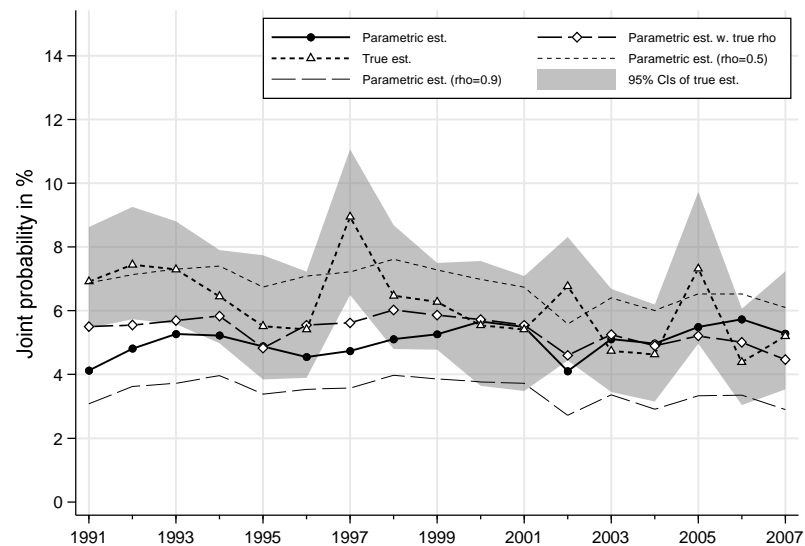 Parametric est.
Parametric est. w. true rho
True est.
Parametric est. (rho=0.5)
Parametric est. (rho=0.9)
95% CIs of true est.
Joint probability in %
14
12
10
8
6
4
2
0
1991 1993 1995 1997 1999 2001 2003 2005 2007